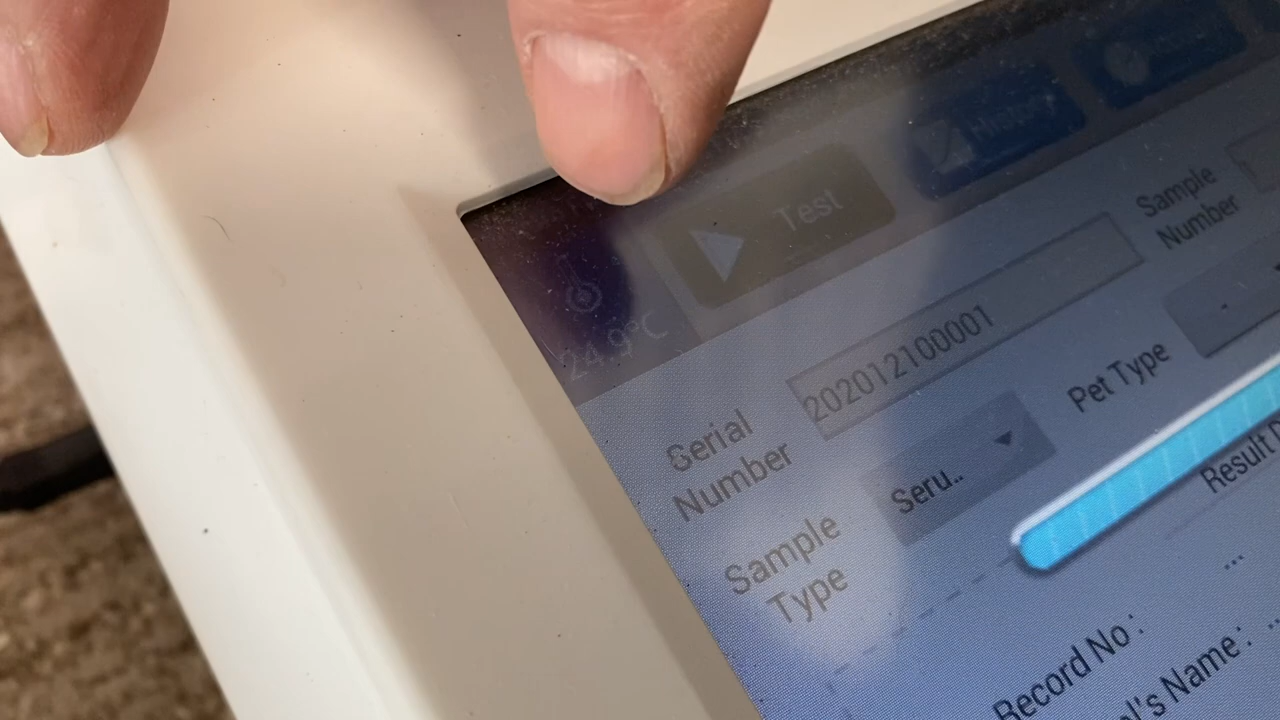 Test
History
24.9°C
Serial
Number
202012100001
Sample
Number
Sample
Type
Seru..
Pet Type
Result
Record No :
...
l's Name :